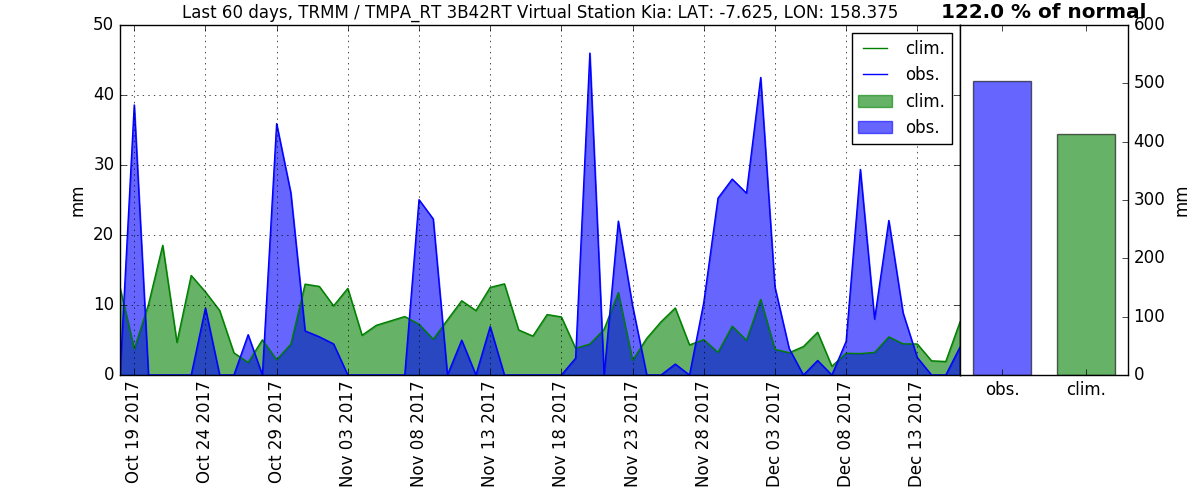 Last 60 days, TRMM / TMPA_RT 3B42RT Virtual Station Kia: LAT: -7.625, LON: 158.375
122.0 % of normal
50
40
30
20
10
0
mm
clim.
obs.
clim.
obs.
Oct 19 2017
Oct 24 2017
Oct 29 2017
Nov 03 2017
Nov 08 2017
Nov 13 2017
Nov 18 2017
Nov 23 2017
Nov 28 2017
Dec 03 2017
Dec 08 2017
Dec 13 2017
600
500
400
300
200
100
0
mm
obs.
clim.